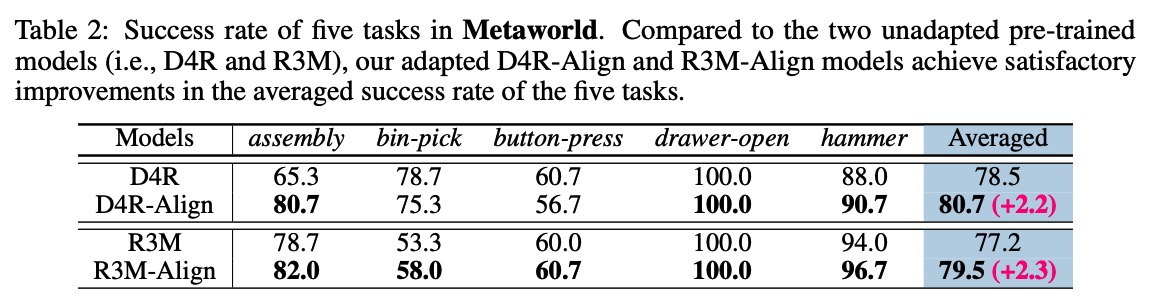 Table 2: Success rate of five tasks in Metaworld. Compared to the two unadapted pre-trained
models (i.e., D4R and R3M), our adapted D4R-Align and R3M-Align models achieve satisfactory
improvements in the averaged success rate of the five tasks.
Models assembly bin-pick button-press drawer-open hammer Averaged
D4R 65.3 78.7 60.7 100.0 88.0 78.5
D4R-Align 80.7 75.3 56.7 100.0 90.7 80.7 (+2.2)
R3M 78.7 53.3 60.0 100.0 94.0 77.2
R3M-Align 82.0 58.0 60.7 100.0 96.7 79.5 (+2.3)